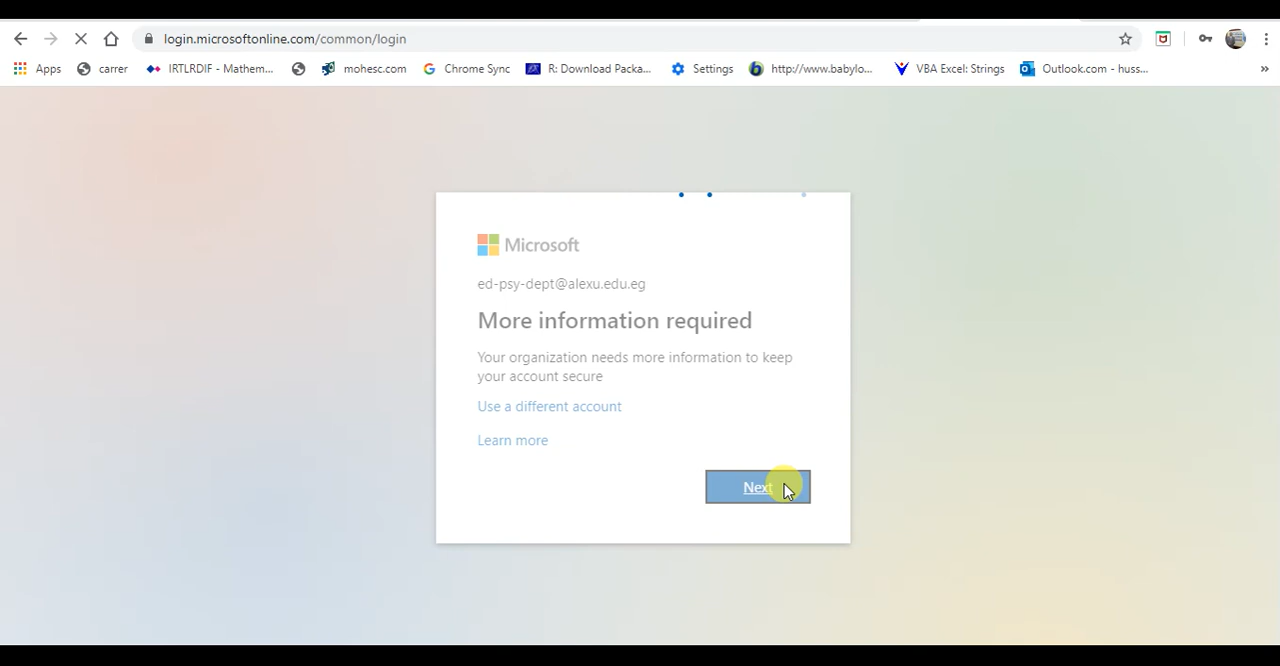 login.microsoftonline.com/common/login
Apps carrer IRTLRDIF - Mathem... mohesc.com Chrome Sync R: Download Packa... Settings http://www.babylo... VBA Excel: Strings Outlook.com - huss... »
Microsoft
ed-psy-dept@alexu.edu.eg
More information required
Your organization needs more information to keep
your account secure
Use a different account
Learn more
Next